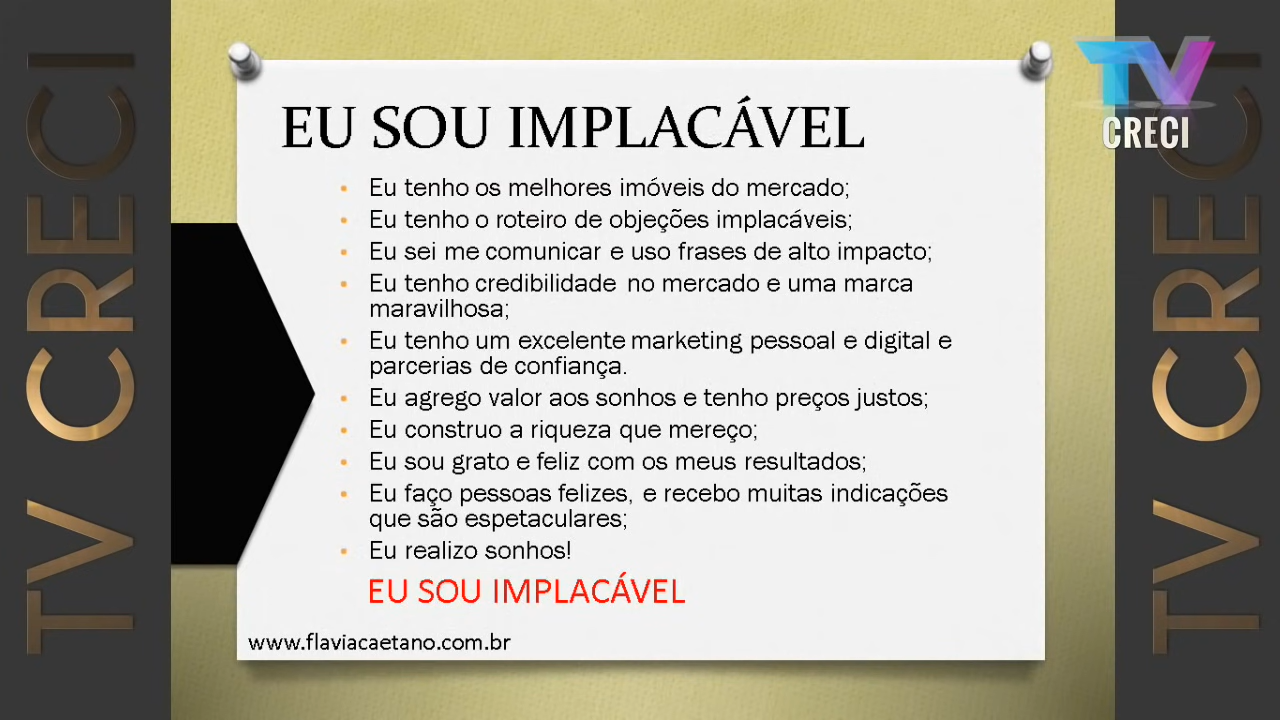 TV CRECI
TV
CRECI
TV CRECI
EU SOU IMPLACÁVEL
Eu tenho os melhores imóveis do mercado;
Eu tenho o roteiro de objeções implacáveis;
Eu sei me comunicar e uso frases de alto impacto;
Eu tenho credibilidade no mercado e uma marca
maravilhosa;
Eu tenho um excelente marketing pessoal e digital e
parcerias de confiança.
Eu agrego valor aos sonhos e tenho preços justos;
Eu construo a riqueza que mereço;
Eu sou grato e feliz com os meus resultados;
Eu faço pessoas felizes, e recebo muitas indicações
que são espetaculares;
Eu realizo sonhos!
EU SOU IMPLACÁVEL
www.flaviacaetano.com.br